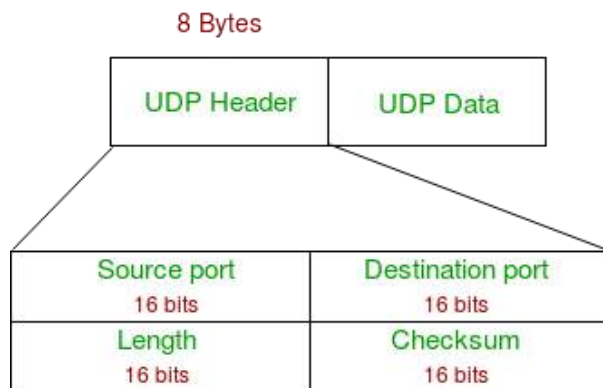 8 Bytes
UDP Header
UDP Data
Source port
16 bits
Destination port
16 bits
Length
16 bits
Checksum
16 bits